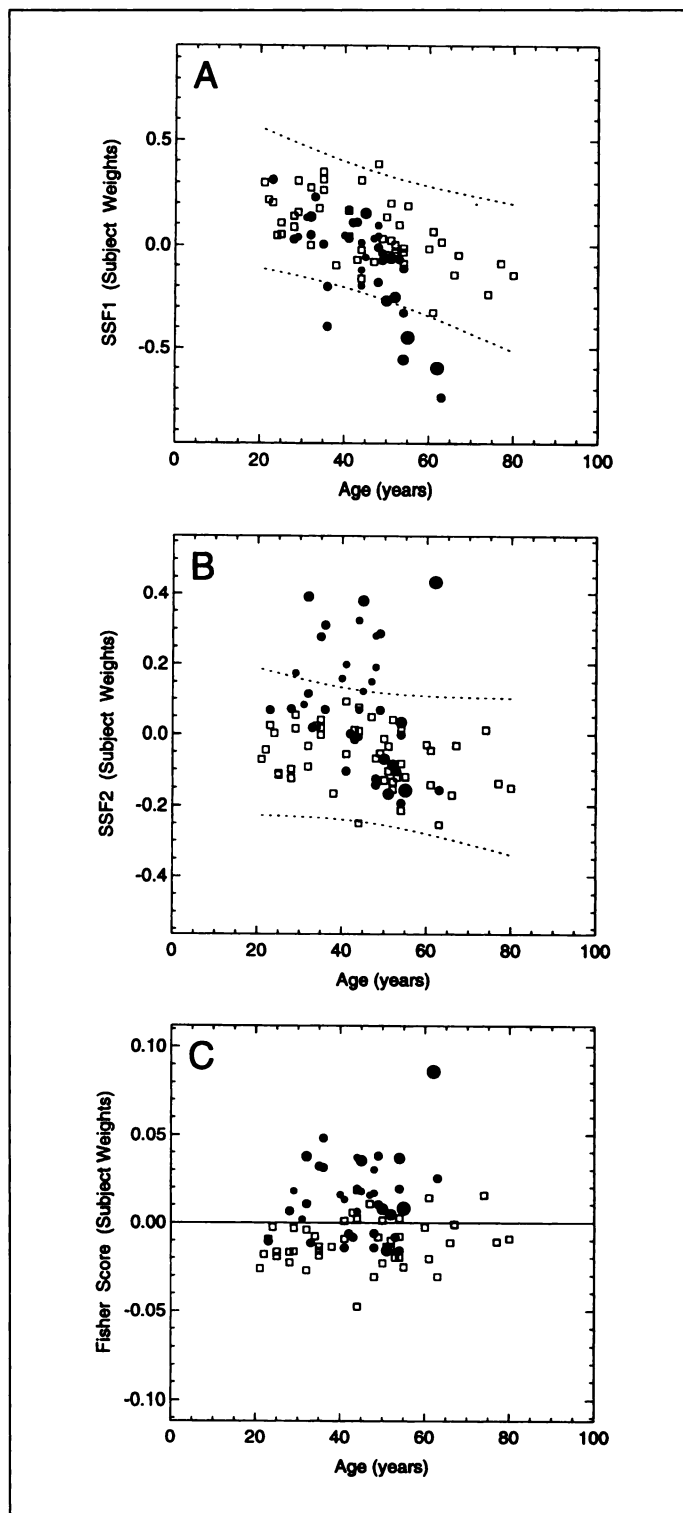 A
SSF1 (Subject Weights)
0.5
0.0
-0.5
0 20 40 60 80 100
Age (years)
B
SSF2 (Subject Weights)
0.4
0.2
-0.0
-0.2
-0.4
0 20 40 60 80 100
Age (years)
C
Fisher Score (Subject Weights)
0.10
0.05
0.00
-0.05
-0.10
0 20 40 60 80 100
Age (years)